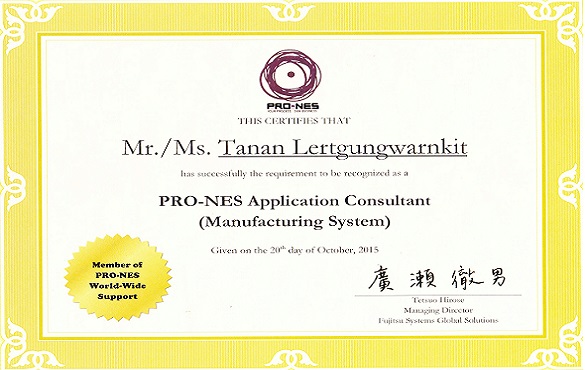 PRO-NES
THIS CERTIFIES THAT
Mr./Ms. Tanan Lertgungwarnkit
has successfully the requirement to be recognized as a
PRO-NES Application Consultant
(Manufacturing System)
Given on the 20th day of October, 2015
廣瀬徹男
Tetsuo Hirose
Managing Director
Fujitsu Systems Global Solutions
Member of
PRO-NES
World-Wide
Support